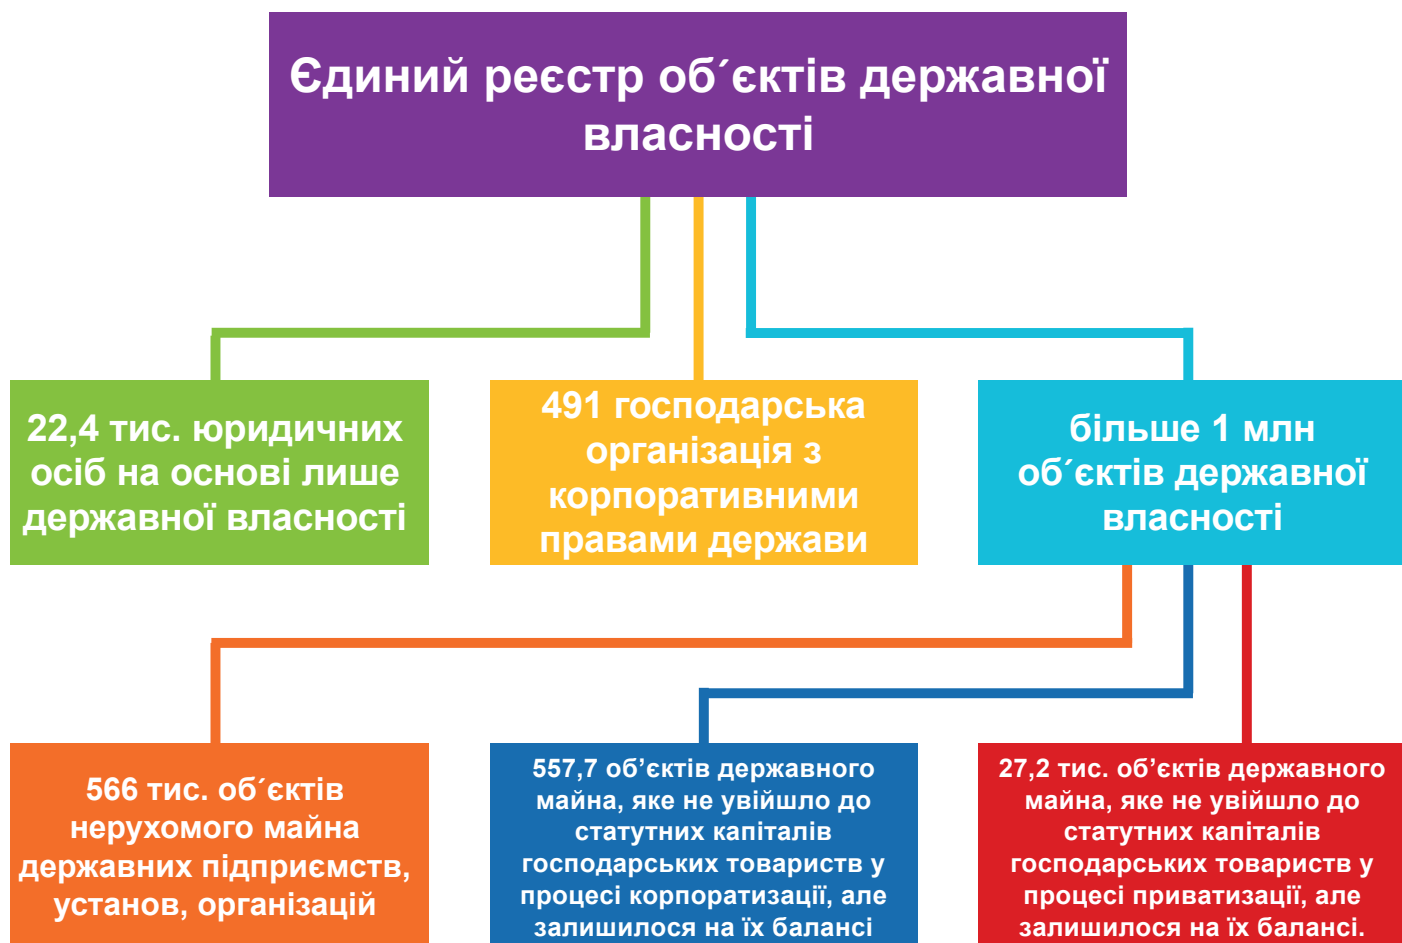 Єдиний реєстр об´єктів державної
власності
22,4 тис. юридичних
осіб на основі лише
державної власності
491 господарська
організація з
корпоративними
правами держави
більше 1 млн
об´єктів державної
власності
566 тис. об´єктів
нерухомого майна
державних підприємств,
установ, організацій
557,7 об’єктів державного
майна, яке не увійшло до
статутних капіталів
господарських товариств у
процесі корпоратизації, але
залишилося на їх балансі
27,2 тис. об’єктів державного
майна, яке не увійшло до
статутних капіталів
господарських товариств у
процесі приватизації, але
залишилося на їх балансі.